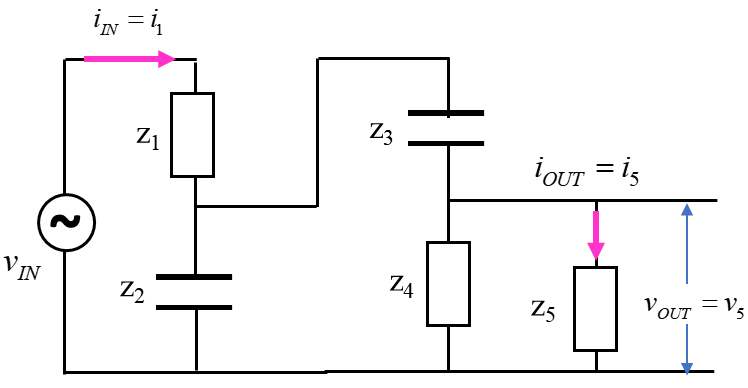 i_IN = i_1
z_1
z_3
i_OUT = i_5
~
v_IN
z_2
z_4
z_5
v_OUT = v_5